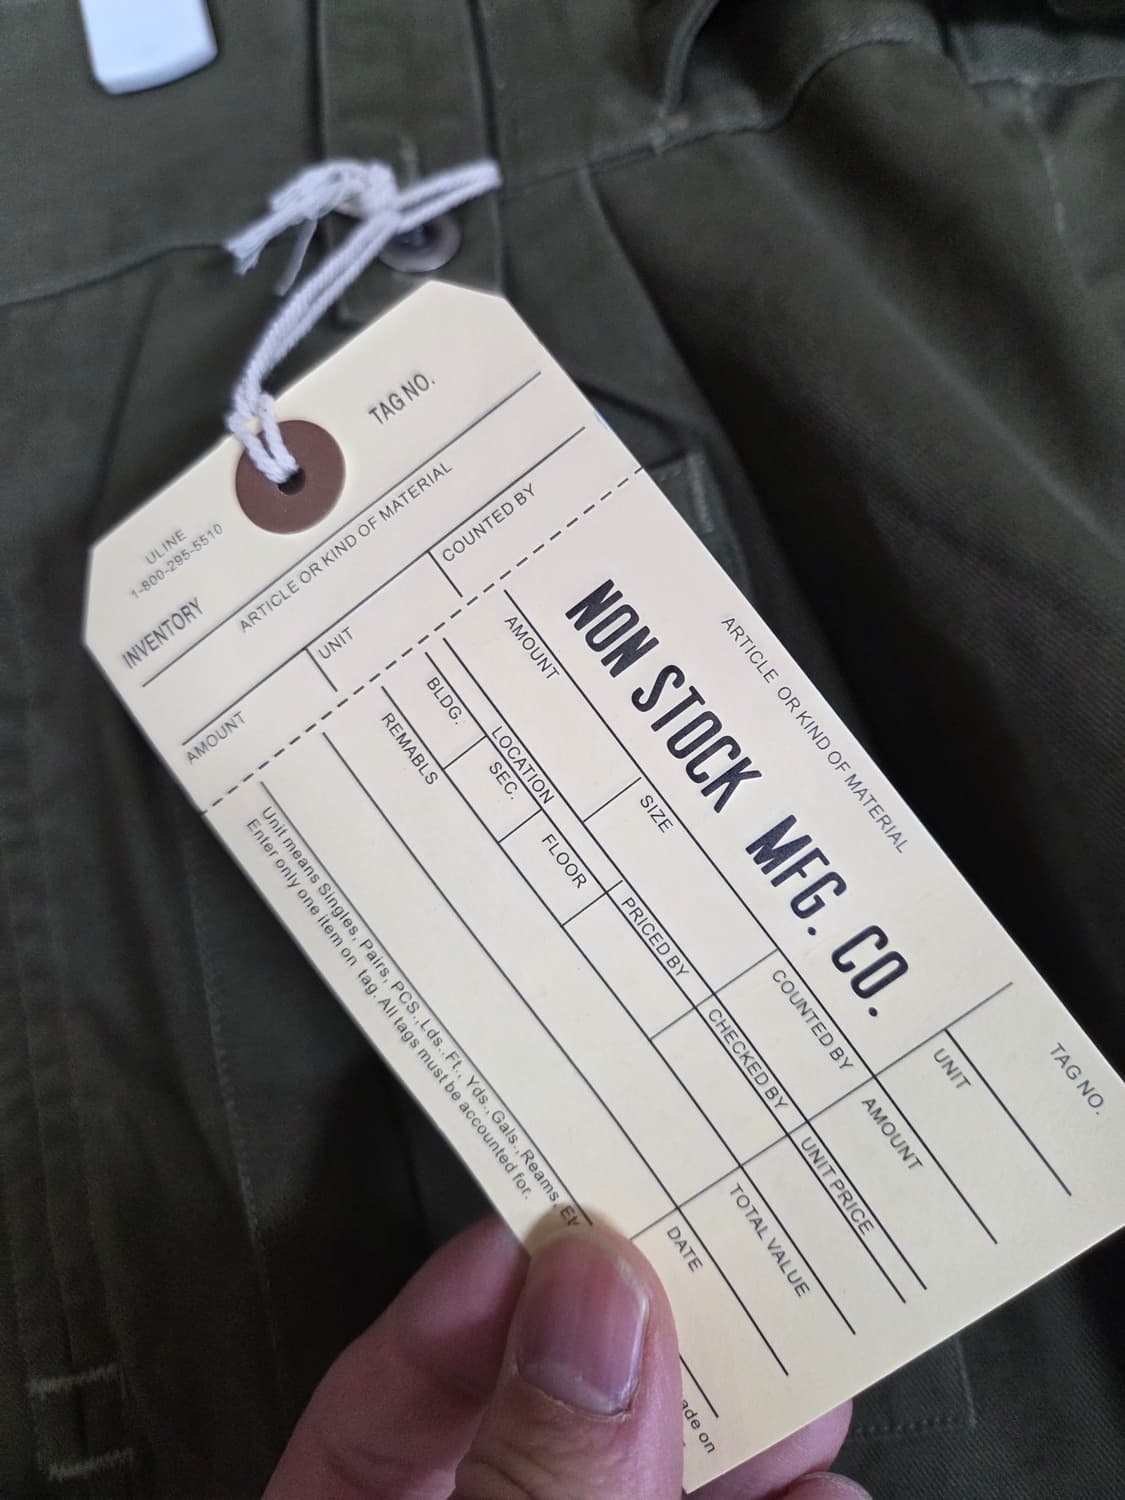 TAG NO.
ULINE
1-800-295-5510
INVENTORY
ARTICLE OR KIND OF MATERIAL
COUNTED BY
UNIT
AMOUNT
TAG NO.
ARTICLE OR KIND OF MATERIAL
NON STOCK MFG. CO.
UNIT
AMOUNT
SIZE
COUNTED BY
AMOUNT
LOCATION
PRICED BY
CHECKED BY
UNIT PRICE
BLDG.
SEC.
FLOOR
TOTAL VALUE
REMABLS
DATE
Unit means Singles, Pairs, PCS., Lds., Ft., Yds., Gals., Reams,
Enter only one item on tag. All tags must be accounted for.
on